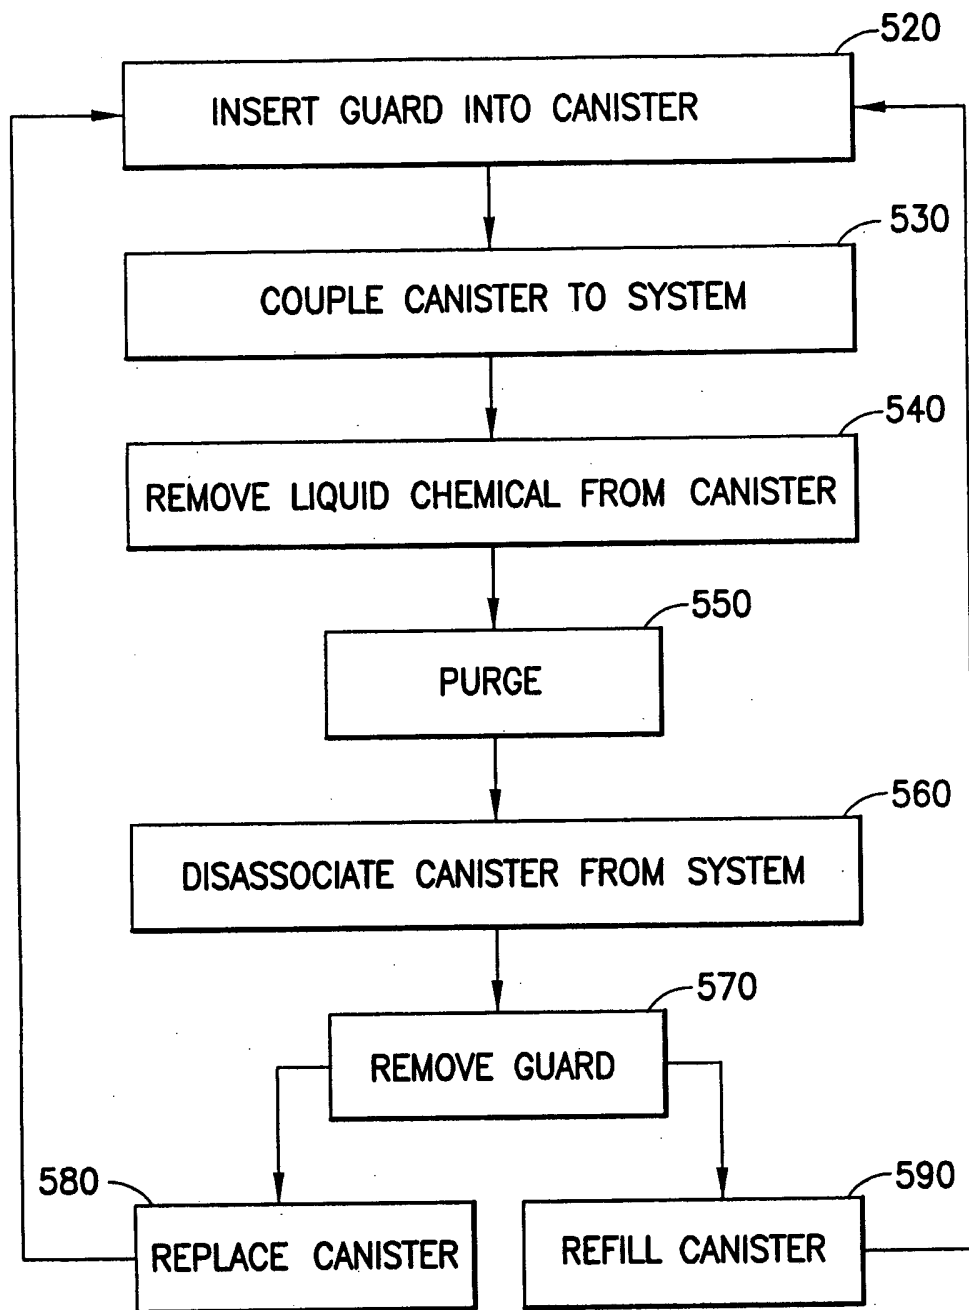 520
INSERT GUARD INTO CANISTER
530
COUPLE CANISTER TO SYSTEM
540
REMOVE LIQUID CHEMICAL FROM CANISTER
550
PURGE
560
DISASSOCIATE CANISTER FROM SYSTEM
570
REMOVE GUARD
580
REPLACE CANISTER
590
REFILL CANISTER